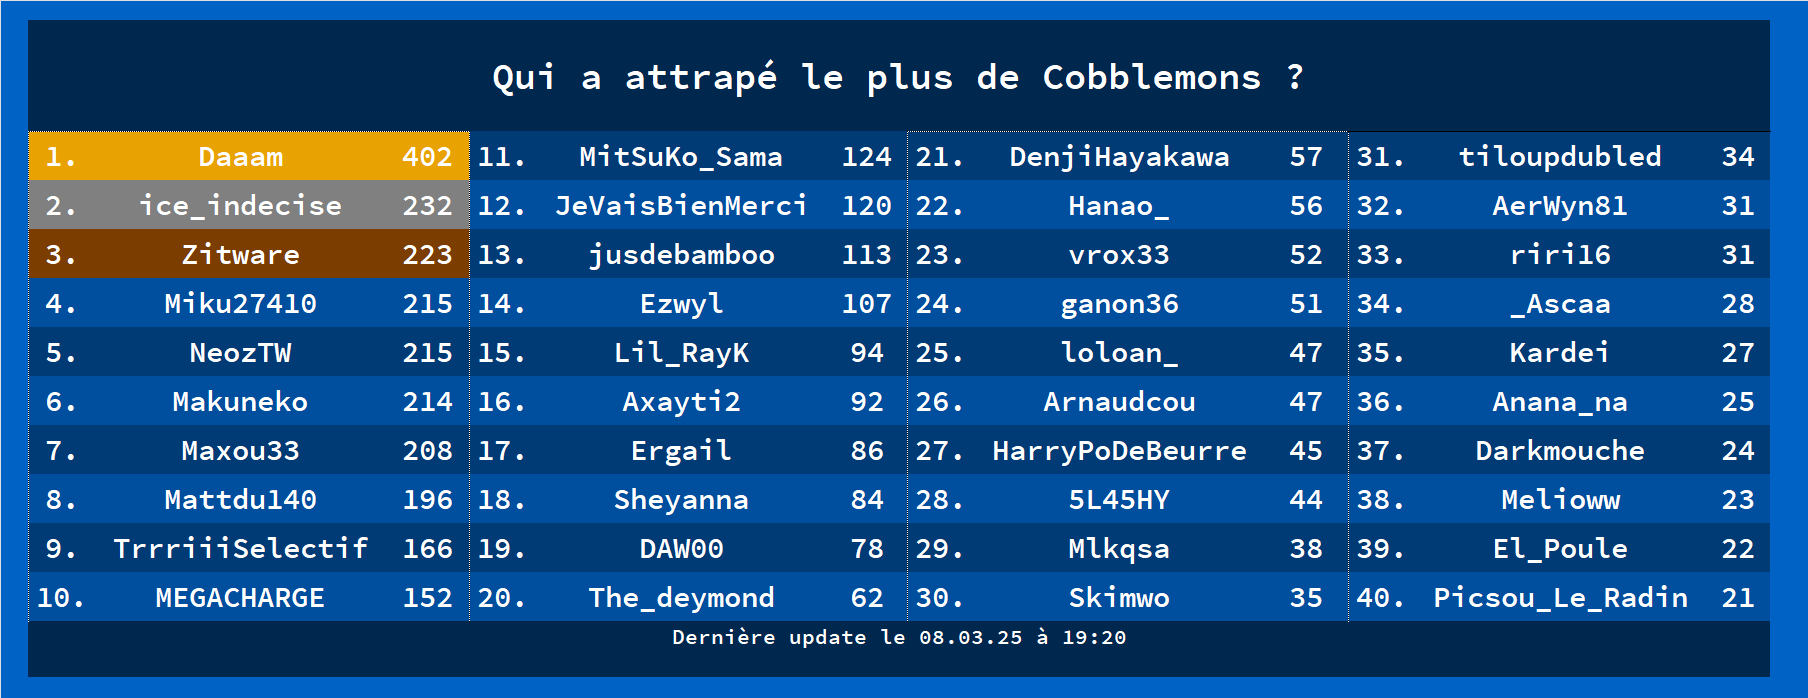 Qui a attrapé le plus de Cobblemons ?
1. Daaam 402
2. ice_indecise 232
3. Zitware 223
4. Miku27410 215
5. NeozTW 215
6. Makuneko 214
7. Maxou33 208
8. Mattdu140 196
9. TrrriiiSelectif 166
10. MEGACHARGE 152
11. MitSuKo_Sama 124
12. JeVaisBienMerci 120
13. jusdebamboo 113
14. Ezwyl 107
15. Lil_RayK 94
16. Axayti2 92
17. Ergail 86
18. Sheyanna 84
19. DAW00 78
20. The_deymond 62
21. DenjiHayakawa 57
22. Hanao_ 56
23. vrox33 52
24. ganon36 51
25. loloan_ 47
26. Arnaudcou 47
27. HarryPoDeBeurre 45
28. 5L45HY 44
29. Mlkqsa 38
30. Skimwo 35
31. tiloupdubled 34
32. AerWyn81 31
33. riri16 31
34. _Ascaa 28
35. Kardei 27
36. Anana_na 25
37. Darkmouche 24
38. Melioww 23
39. El_Poule 22
40. Picsou_Le_Radin 21
Dernière update le 08.03.25 à 19:20